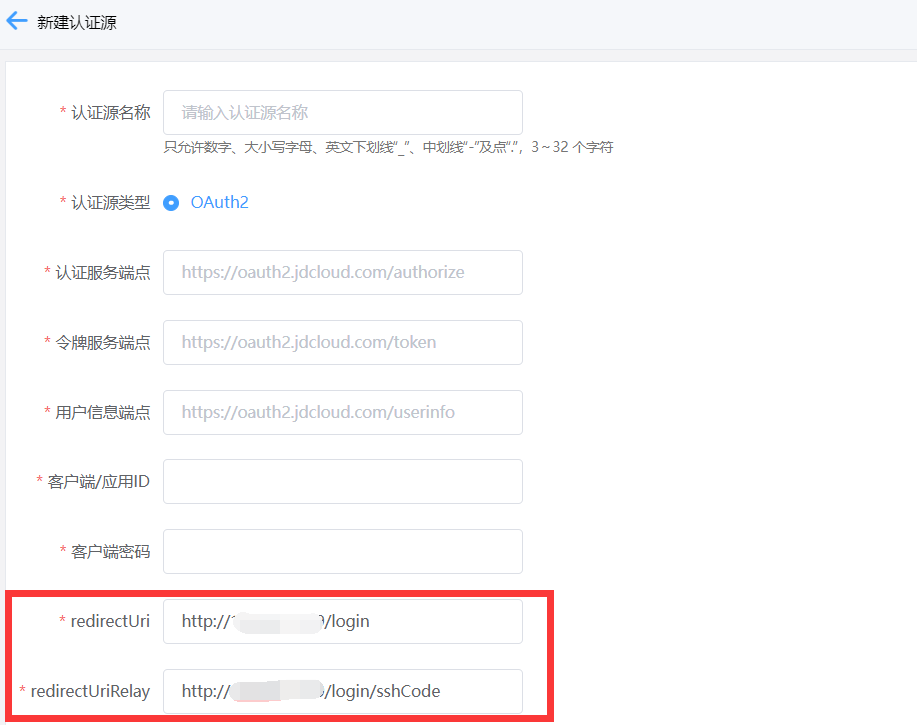 新建认证源
* 认证源名称 请输入认证源名称
只允许数字、大小写字母、英文下划线“_”、中划线“-”及点“.”，3～32 个字符
* 认证源类型 OAuth2
* 认证服务端点 https://oauth2.jdcloud.com/authorize
* 令牌服务端点 https://oauth2.jdcloud.com/token
* 用户信息端点 https://oauth2.jdcloud.com/userinfo
* 客户端/应用ID
* 客户端密码
* redirectUri http:// /login
* redirectUriRelay http:// /login/sshCode